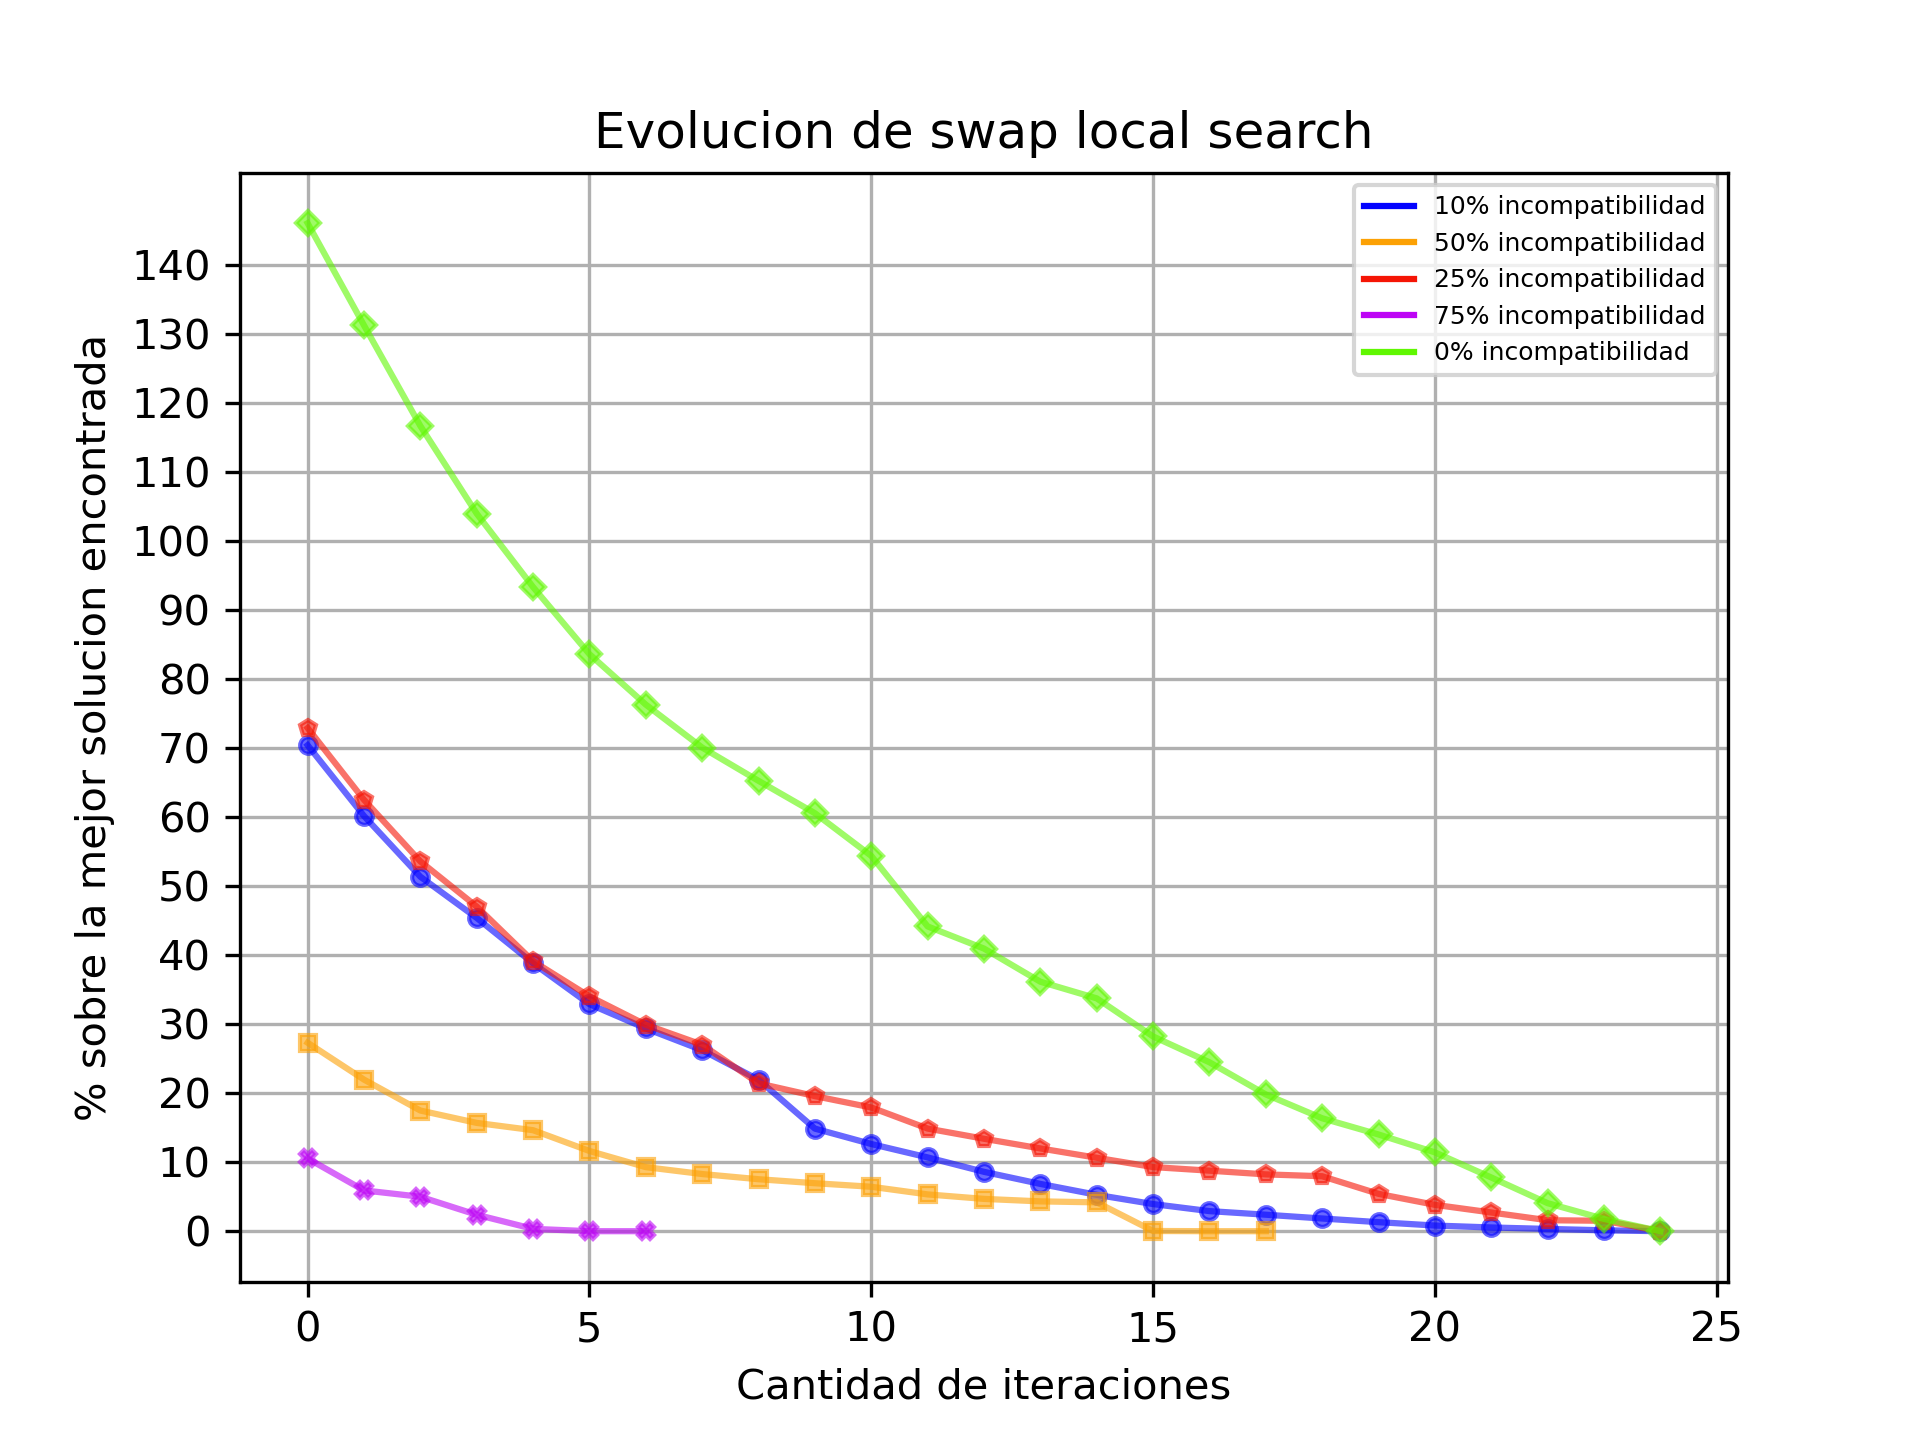 Evolucion de swap local search
10% incompatibilidad
50% incompatibilidad
25% incompatibilidad
75% incompatibilidad
0% incompatibilidad
% sobre la mejor solucion encontrada
140
130
120
110
100
90
80
70
60
50
40
30
20
10
0
0 5 10 15 20 25
Cantidad de iteraciones